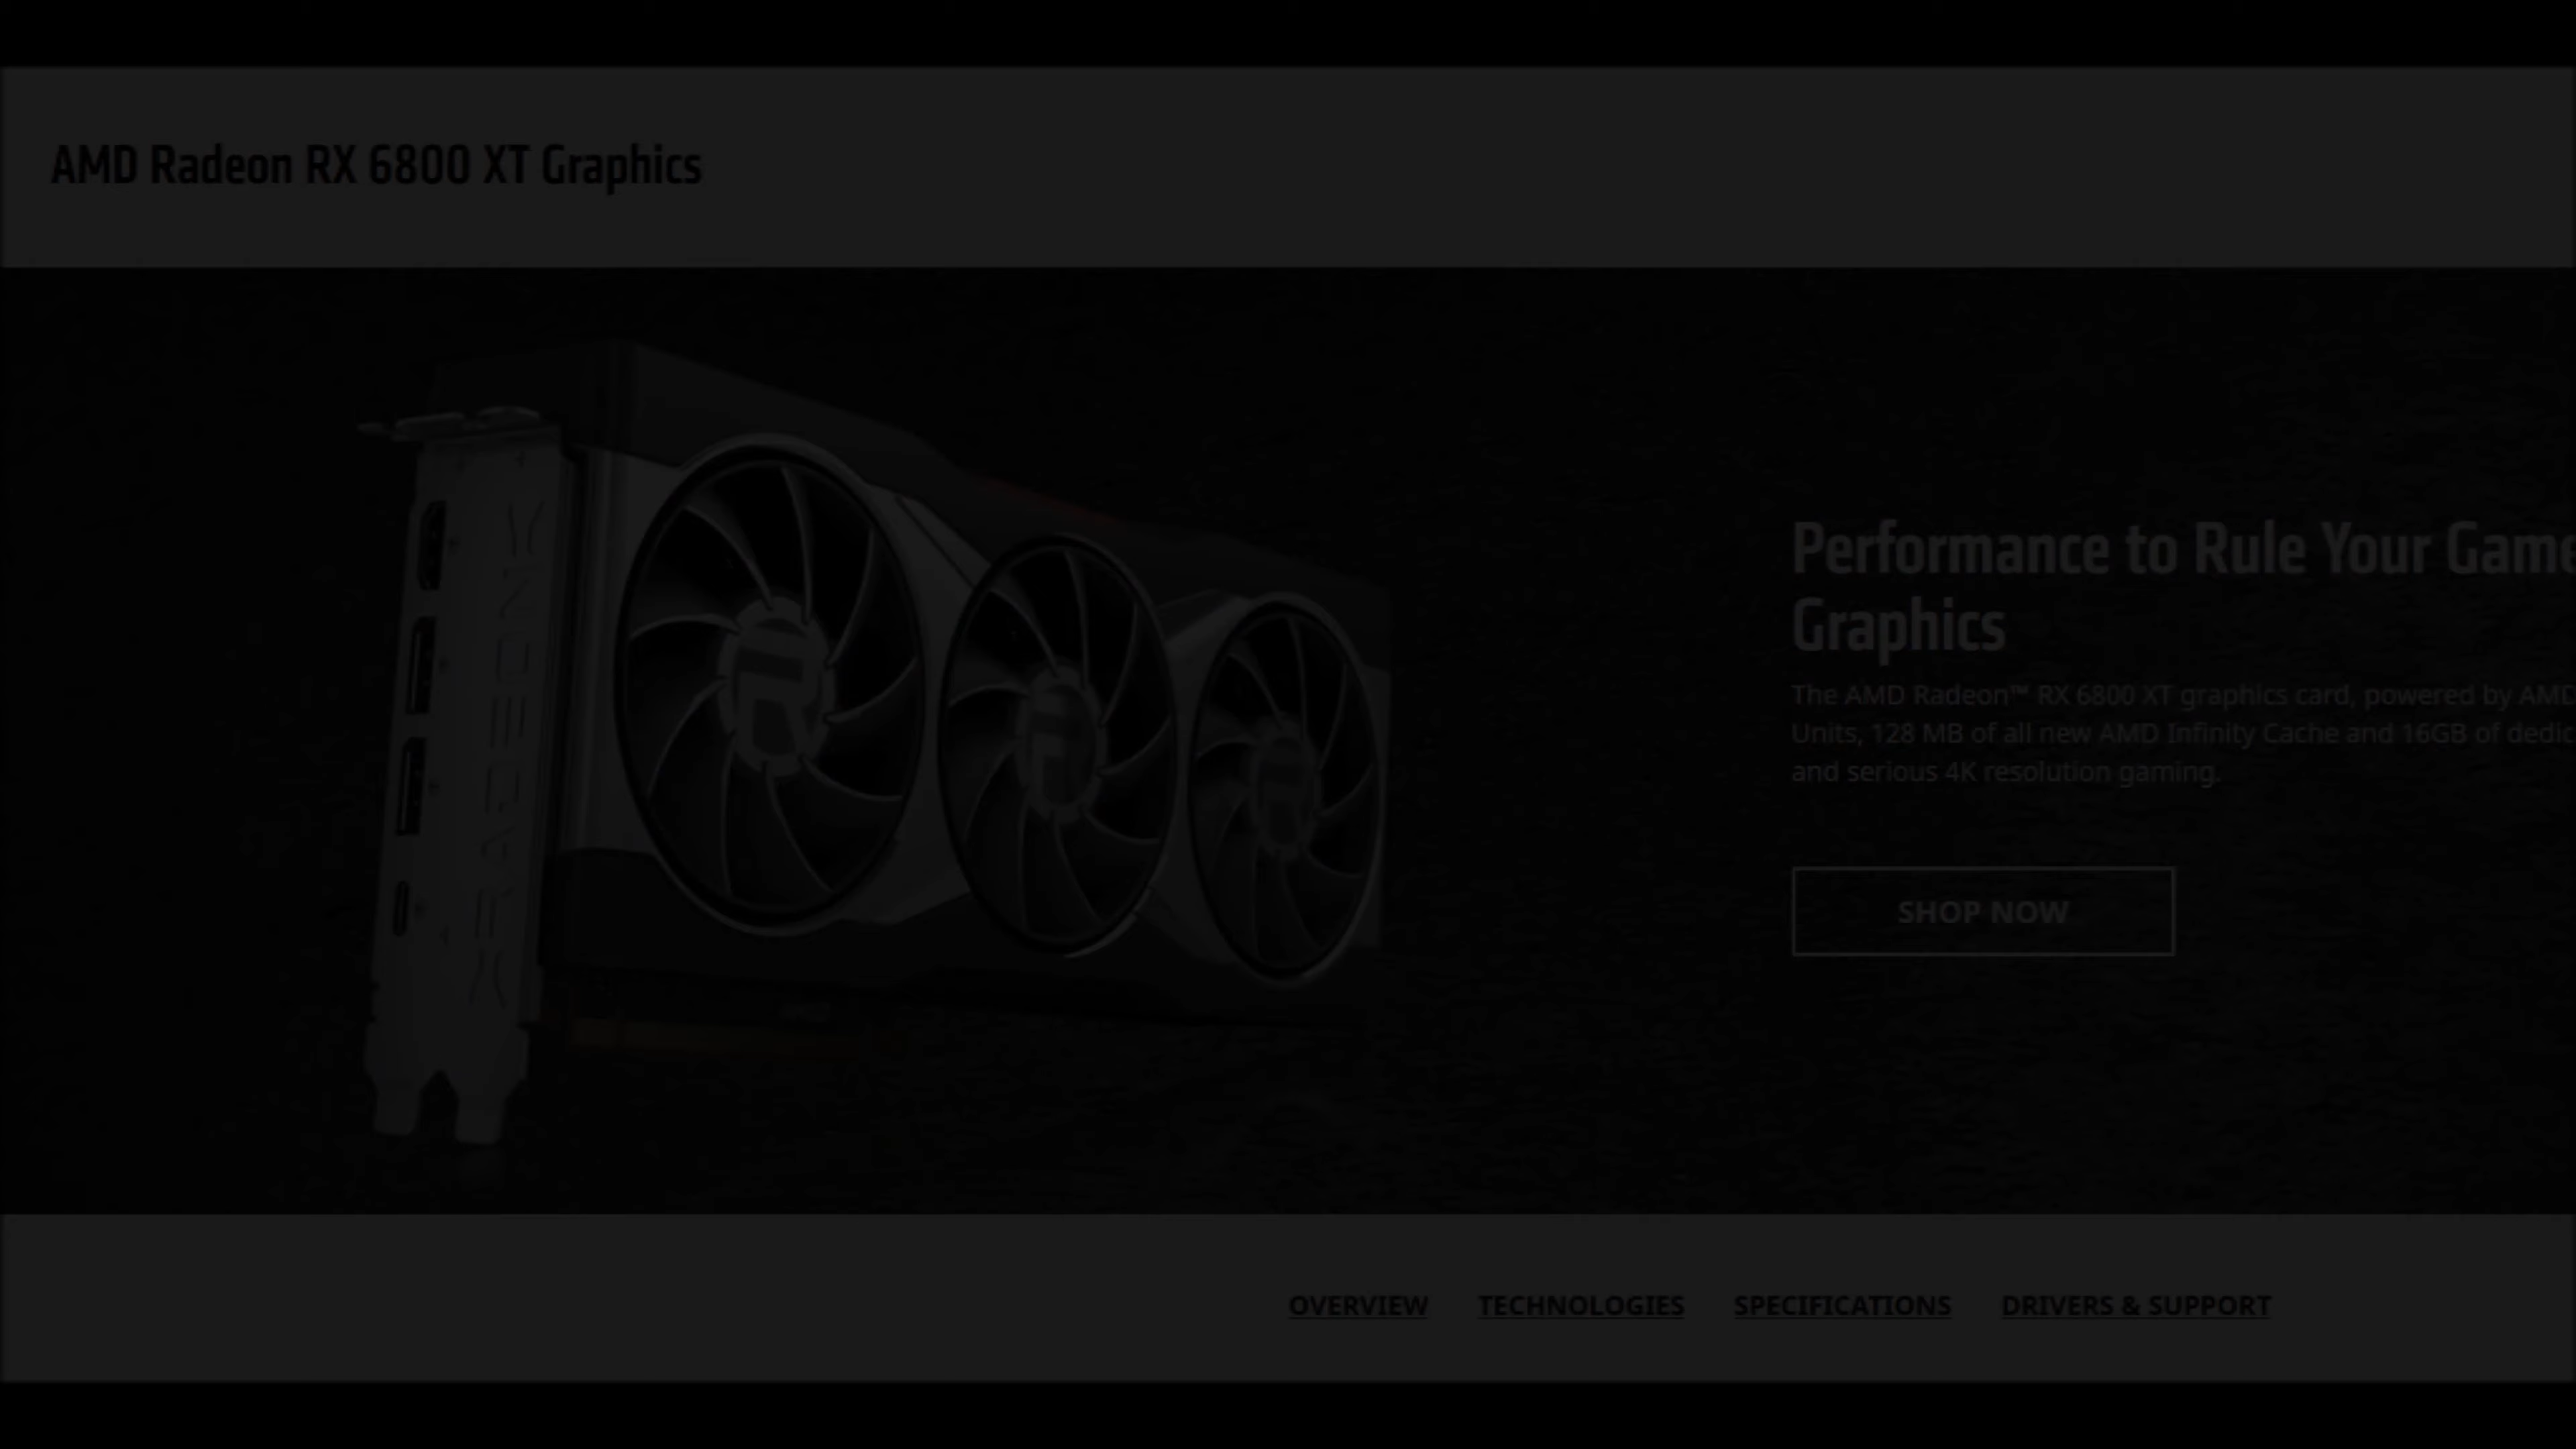 AMD Radeon RX 6800 XT Graphics
RADEON
Performance to Rule Your Game
Graphics
The AMD Radeon™ RX 6800 XT graphics card, powered by AMD
Units, 128 MB of all new AMD Infinity Cache and 16GB of dedic
and serious 4K resolution gaming.
SHOP NOW
OVERVIEW TECHNOLOGIES SPECIFICATIONS DRIVERS & SUPPORT